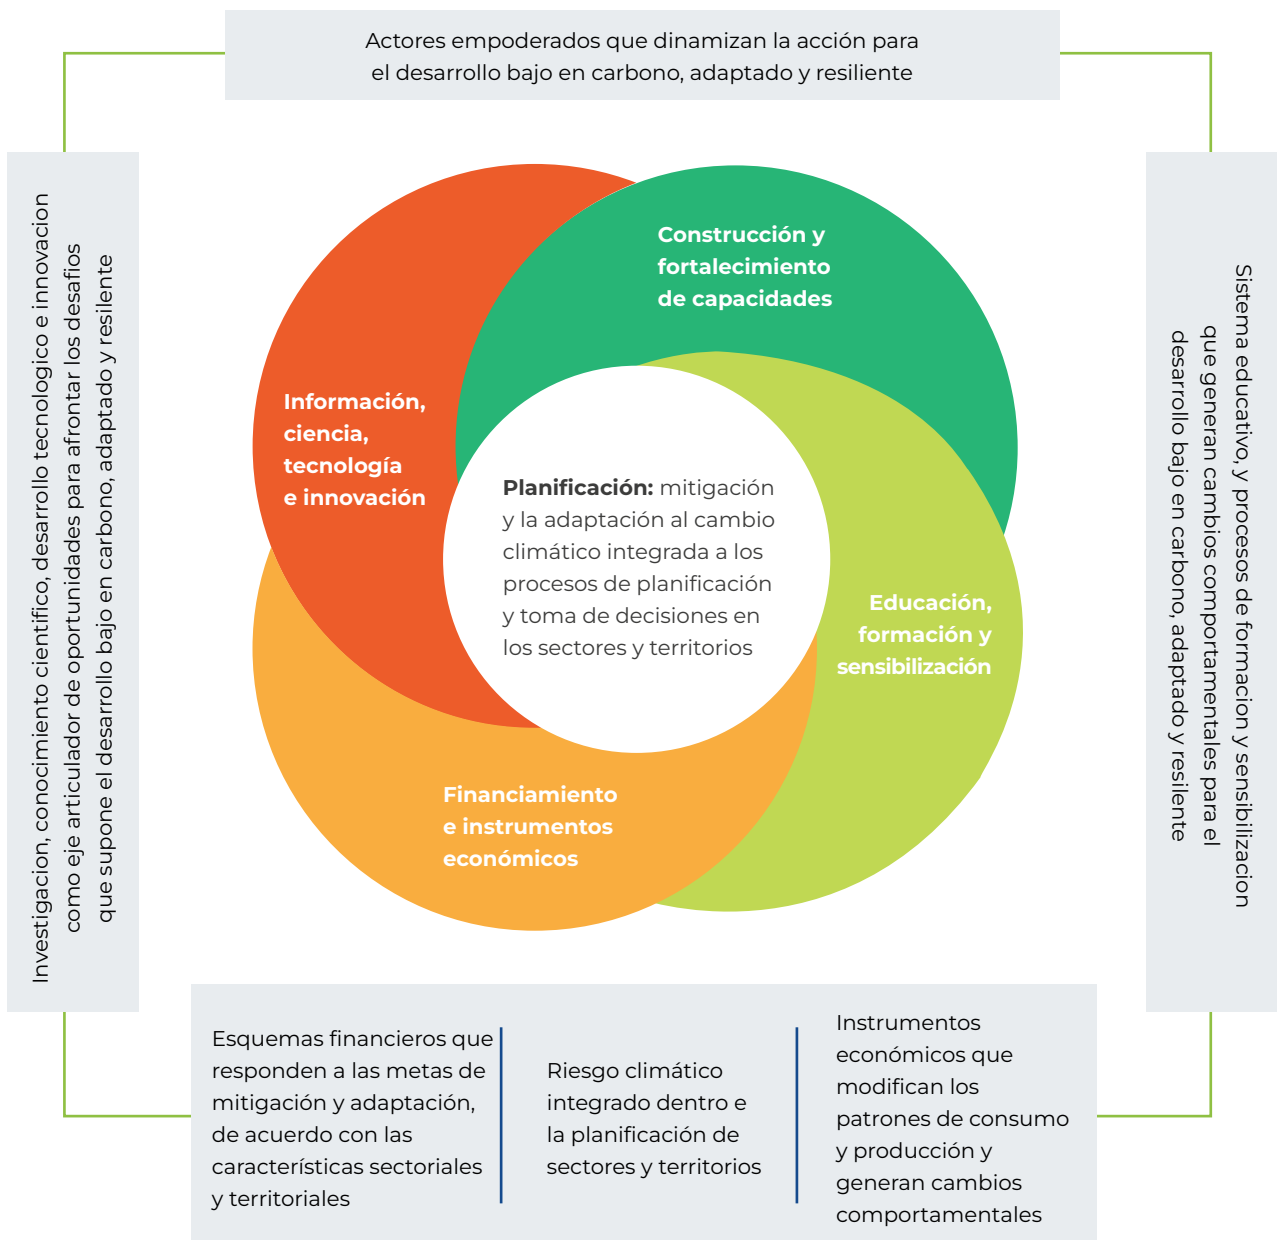 Actores empoderados que dinamizan la acción para
el desarrollo bajo en carbono, adaptado y resiliente
Investigacion, conocimiento cientifico, desarrollo tecnologico e innovacion
como eje articulador de oportunidades para afrontar los desafios
que supone el desarrollo bajo en carbono, adaptado y resilente
Información,
ciencia,
tecnología
e innovación
Construcción y
fortalecimiento
de capacidades
Planificación: mitigación
y la adaptación al cambio
climático integrada a los
procesos de planificación
y toma de decisiones en
los sectores y territorios
Educación,
formación y
sensibilización
Financiamiento
e instrumentos
económicos
Sistema educativo, y procesos de formacion y sensibilizacion
que generan cambios comportamentales para el
desarrollo bajo en carbono, adaptado y resilente
Esquemas financieros que
responden a las metas de
mitigación y adaptación,
de acuerdo con las
características sectoriales
y territoriales
Riesgo climático
integrado dentro e
la planificación de
sectores y territorios
Instrumentos
económicos que
modifican los
patrones de consumo
y producción y
generan cambios
comportamentales